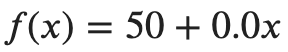 f(x) = 50 + 0.0x